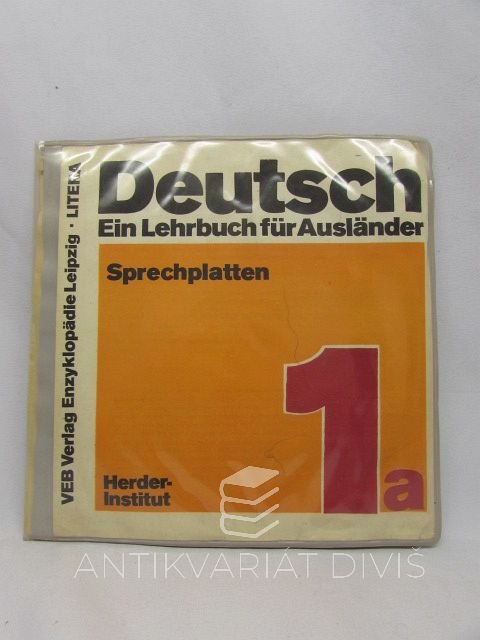 Deutsch
Ein Lehrbuch für Ausländer
Sprechplatten
1a
Herder-
Institut
VEB Verlag Enzyklopädie Leipzig · LITERA
ANTIKVARIÁT DIVIŠ